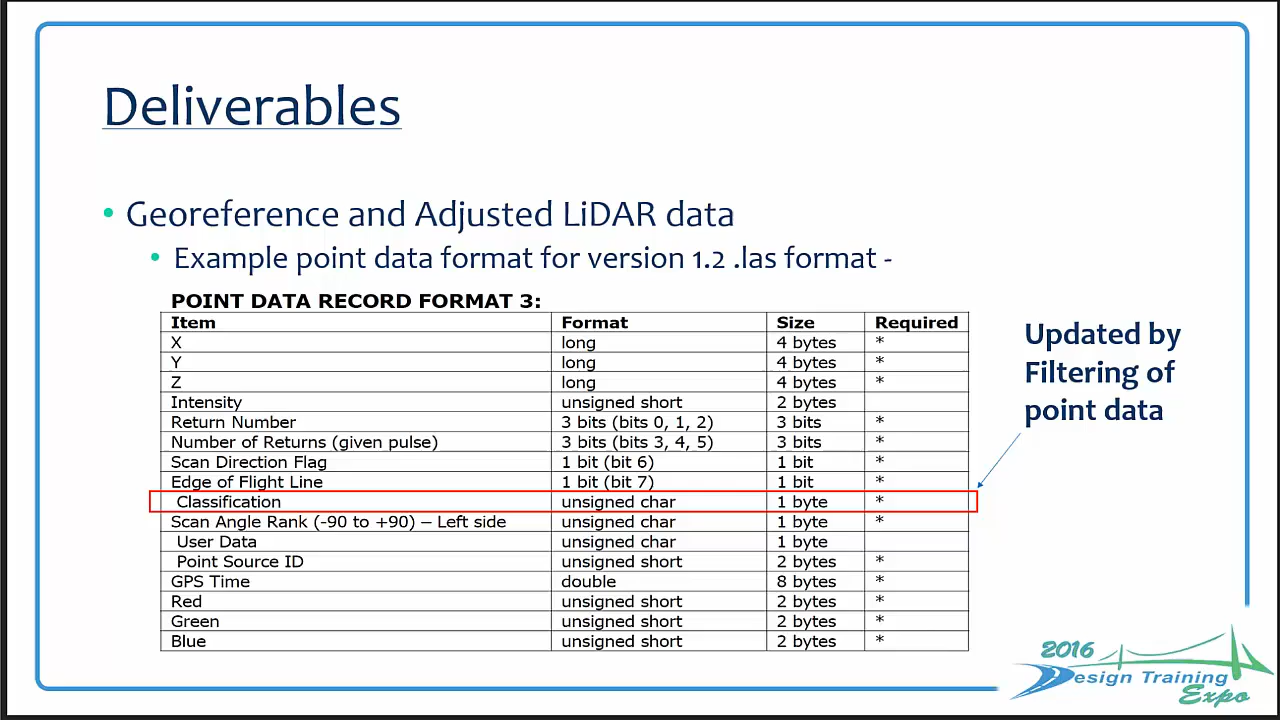 Deliverables
• Georeference and Adjusted LiDAR data
• Example point data format for version 1.2 .las format -
POINT DATA RECORD FORMAT 3:
Item Format Size Required
X long 4 bytes *
Y long 4 bytes *
Z long 4 bytes *
Intensity unsigned short 2 bytes
Return Number 3 bits (bits 0, 1, 2) 3 bits *
Number of Returns (given pulse) 3 bits (bits 3, 4, 5) 3 bits *
Scan Direction Flag 1 bit (bit 6) 1 bit *
Edge of Flight Line 1 bit (bit 7) 1 bit *
Classification unsigned char 1 byte *
Scan Angle Rank (-90 to +90) – Left side unsigned char 1 byte *
User Data unsigned char 1 byte
Point Source ID unsigned short 2 bytes *
GPS Time double 8 bytes *
Red unsigned short 2 bytes *
Green unsigned short 2 bytes *
Blue unsigned short 2 bytes *
Updated by
Filtering of
point data
2016
Design Training
Expo